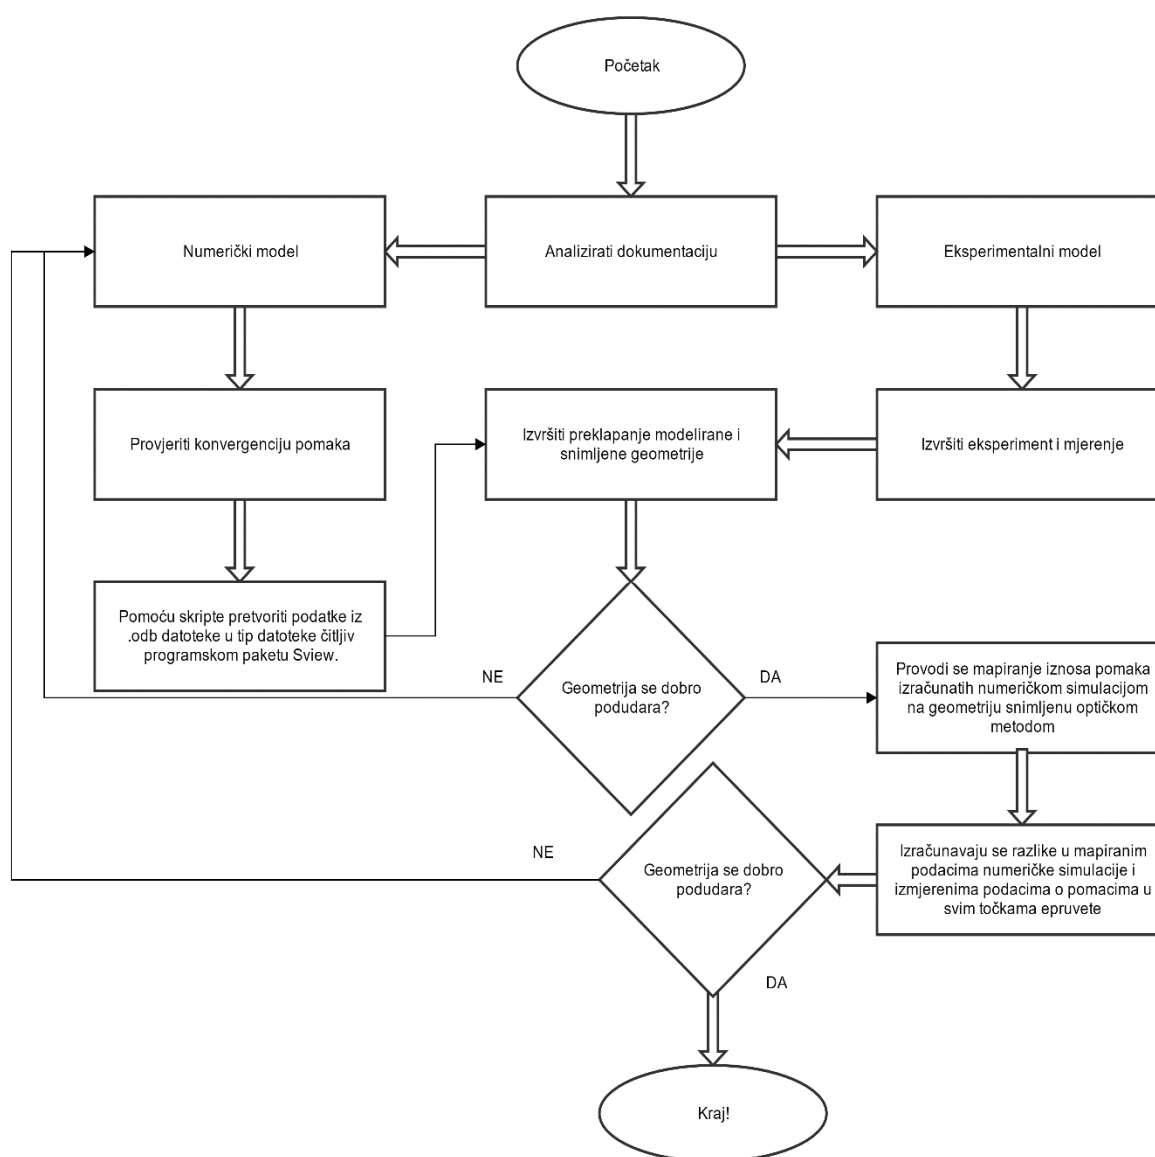 Početak
Numerički model
Analizirati dokumentaciju
Eksperimentalni model
Provjeriti konvergenciju pomaka
Izvršiti preklapanje modelirane i
snimljene geometrije
Izvršiti eksperiment i mjerenje
Pomoću skripte pretvoriti podatke iz
.odb datoteke u tip datoteke čitljiv
programskom paketu Sview.
NE
Geometrija se dobro
podudara?
DA
Provodi se mapiranje iznosa pomaka
izračunatih numeričkom simulacijom
na geometriju snimljenu optičkom
metodom
NE
Geometrija se dobro
podudara?
Izračunavaju se razlike u mapiranim
podacima numeričke simulacije i
izmjerenima podacima o pomacima u
svim točkama epruvete
DA
Kraj!